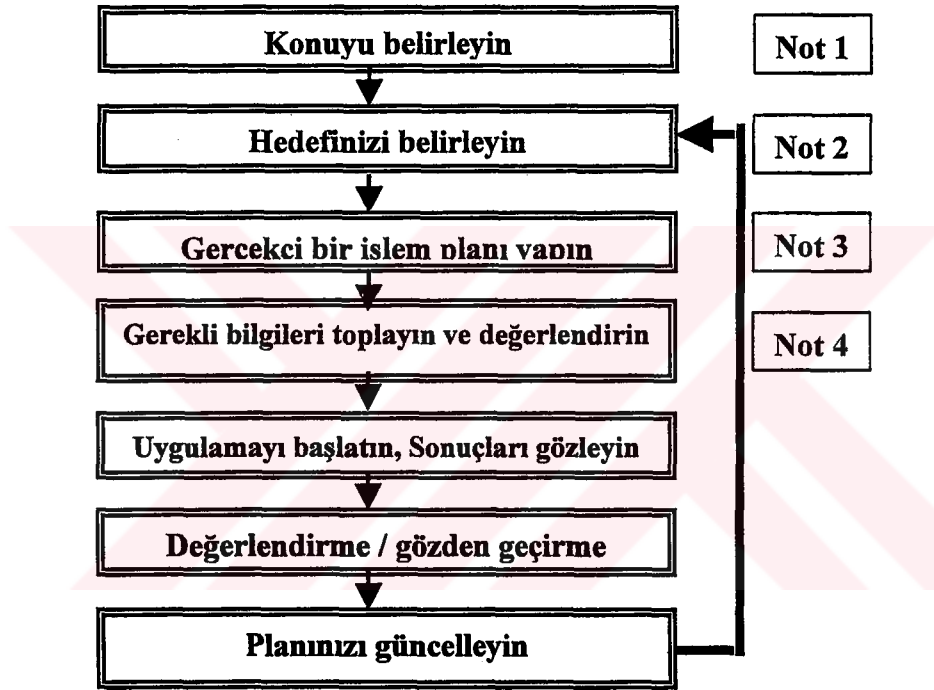 Konuyu belirleyin
Not 1
Hedefinizi belirleyin
Not 2
Gercekci bir islem planı yapın
Not 3
Gerekli bilgileri toplayın ve değerlendirin
Not 4
Uygulamayı başlatın, Sonuçları gözleyin
Değerlendirme / gözden geçirme
Planınızı güncelleyin